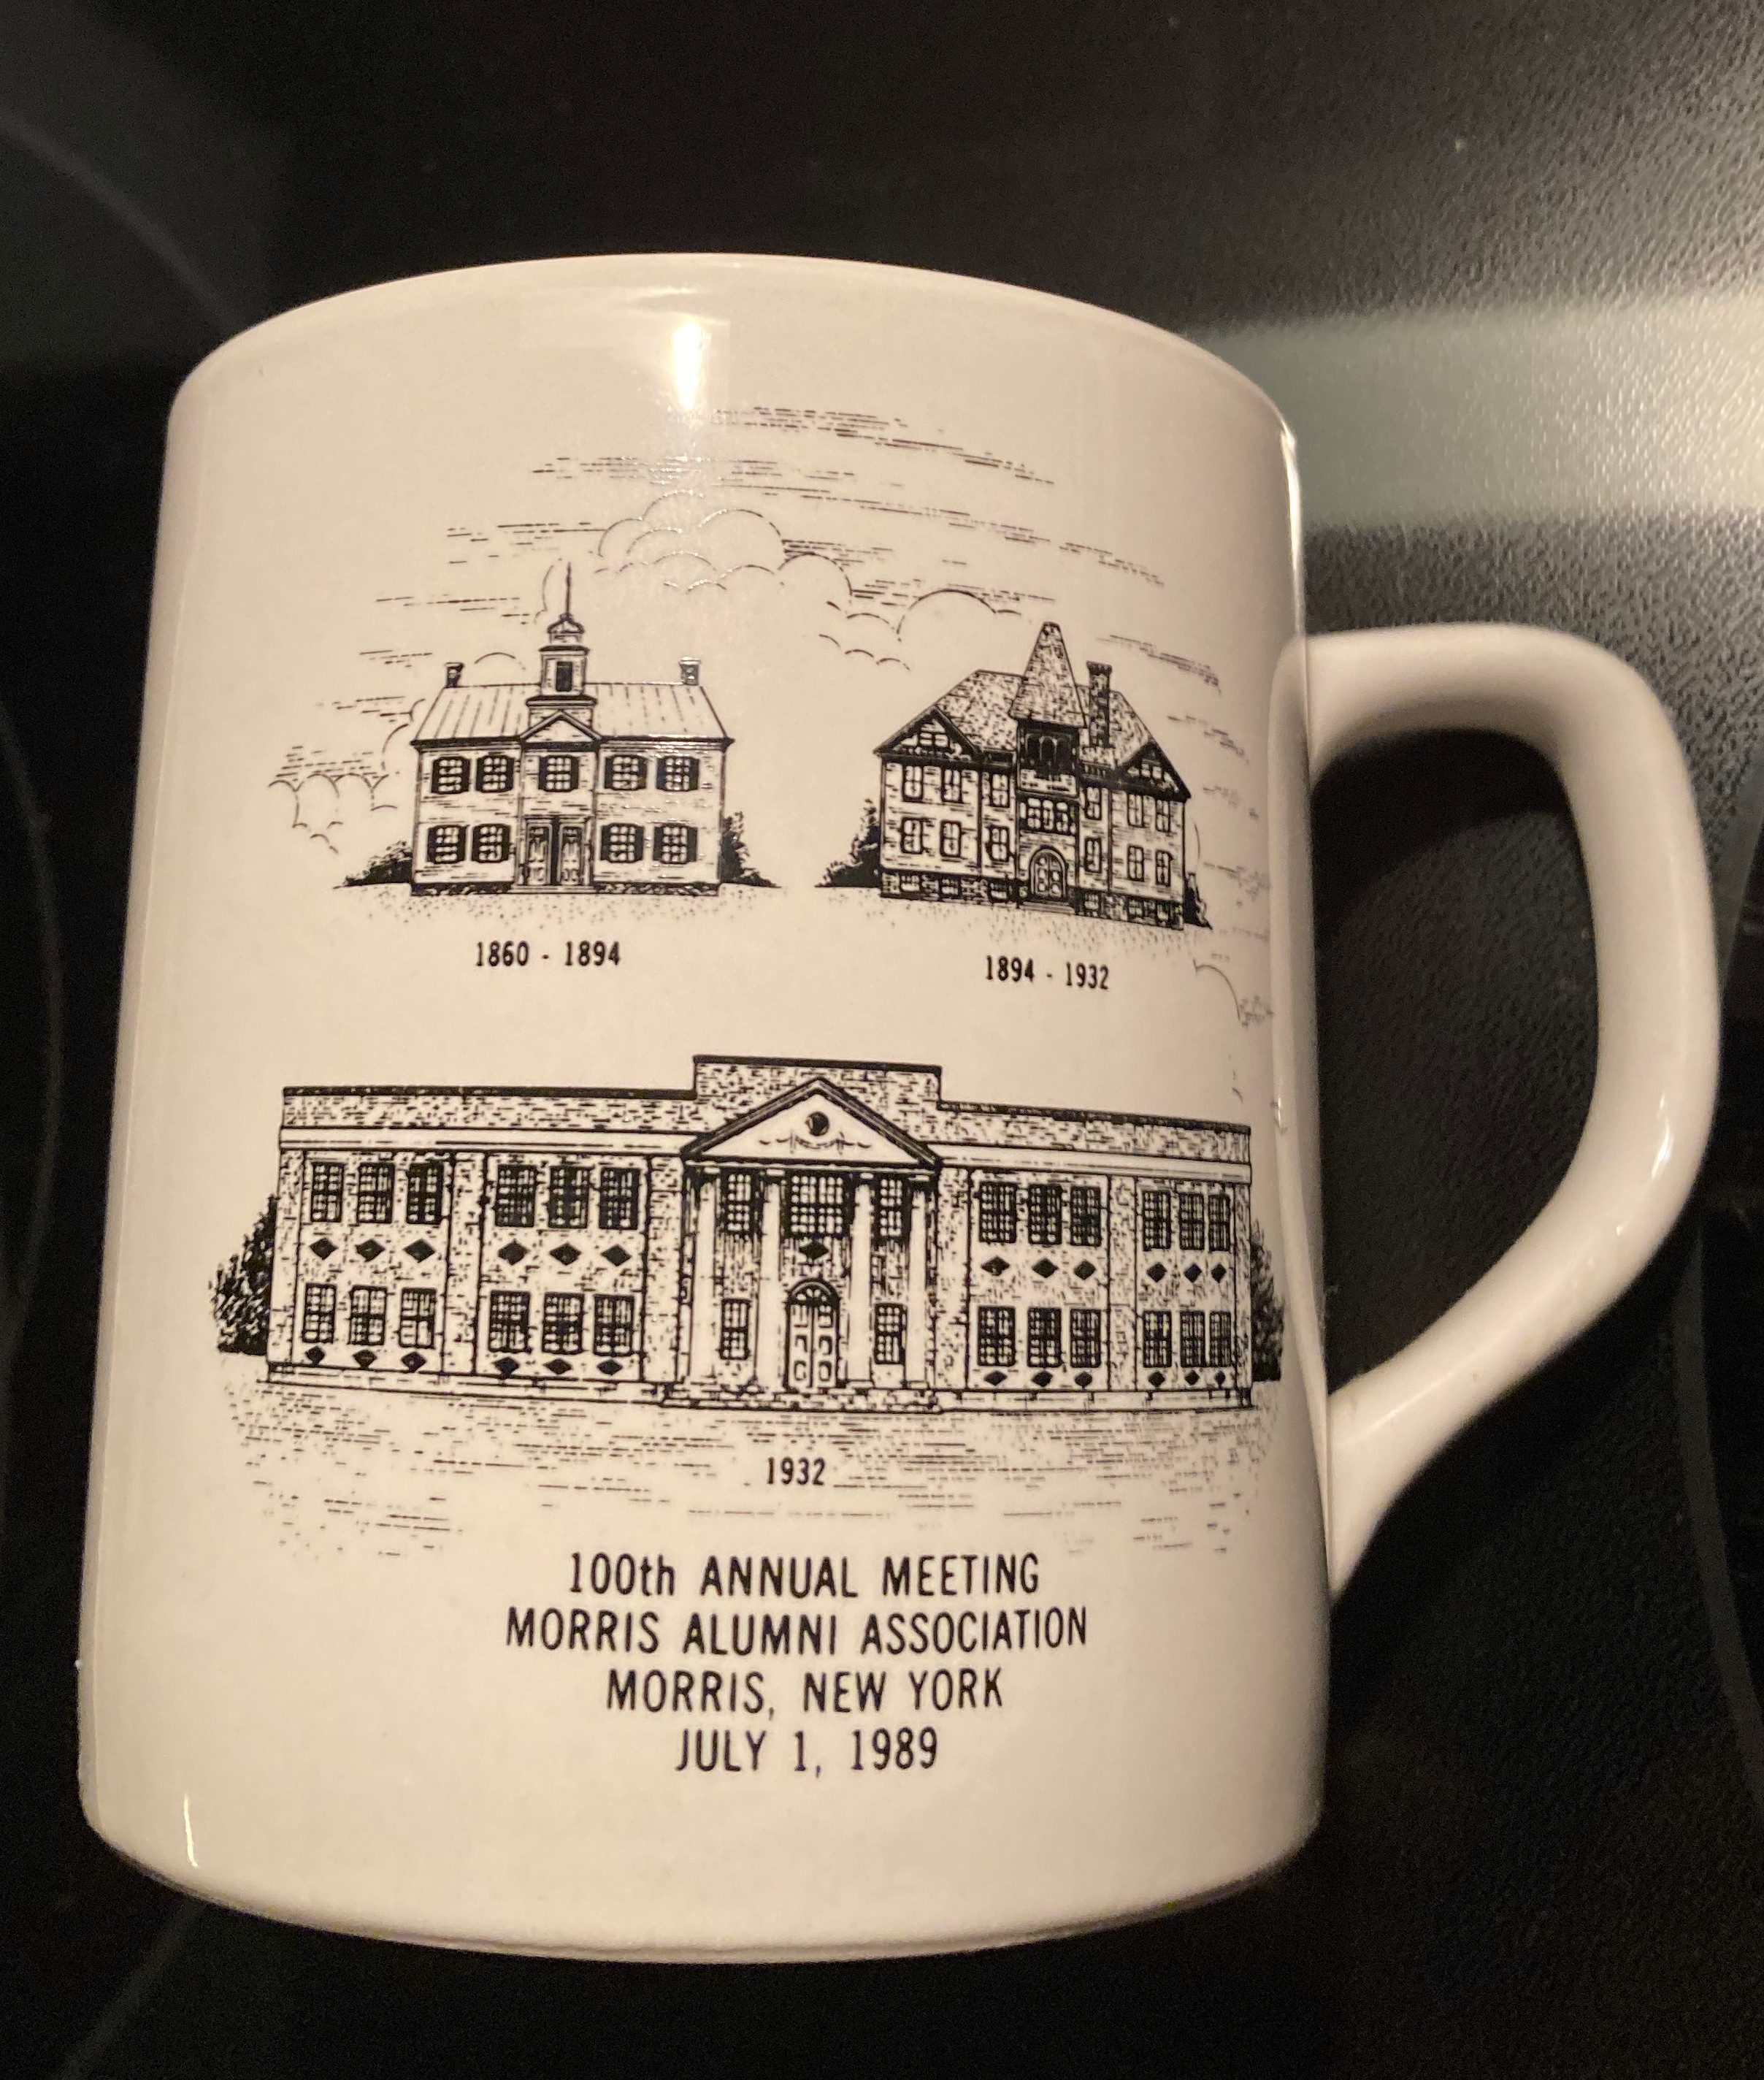 1860 - 1894
1894 - 1932
1932
100th ANNUAL MEETING
MORRIS ALUMNI ASSOCIATION
MORRIS, NEW YORK
JULY 1, 1989